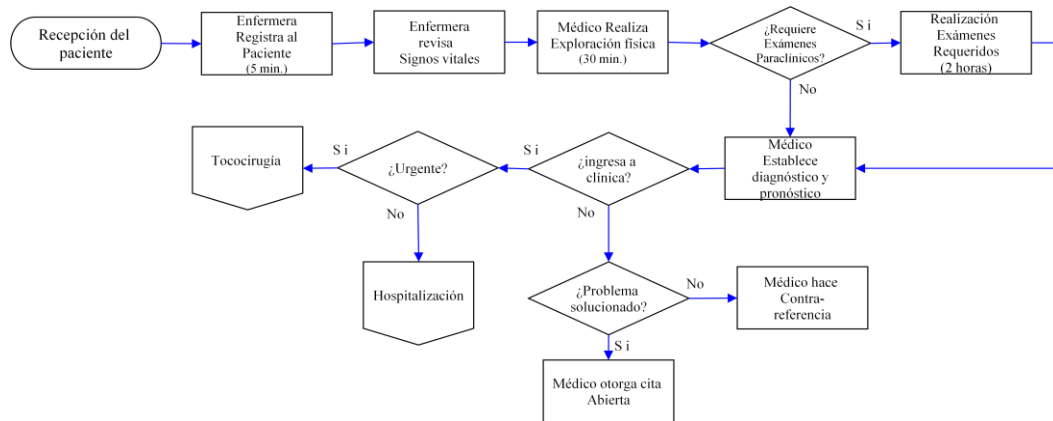 Recepción del
paciente
Enfermera
Registra al
Paciente
(5 min.)
Enfermera
revisa
Signos vitales
Médico Realiza
Exploración física
(30 min.)
¿Requiere
Exámenes
Paraclínicos?
S i
No
Realización
Exámenes
Requeridos
(2 horas)
Médico
Establece
diagnóstico y
pronóstico
¿ingresa a
clínica?
S i
No
¿Urgente?
S i
No
Tococirugía
Hospitalización
¿Problema
solucionado?
No
S i
Médico hace
Contra-
referencia
Médico otorga cita
Abierta